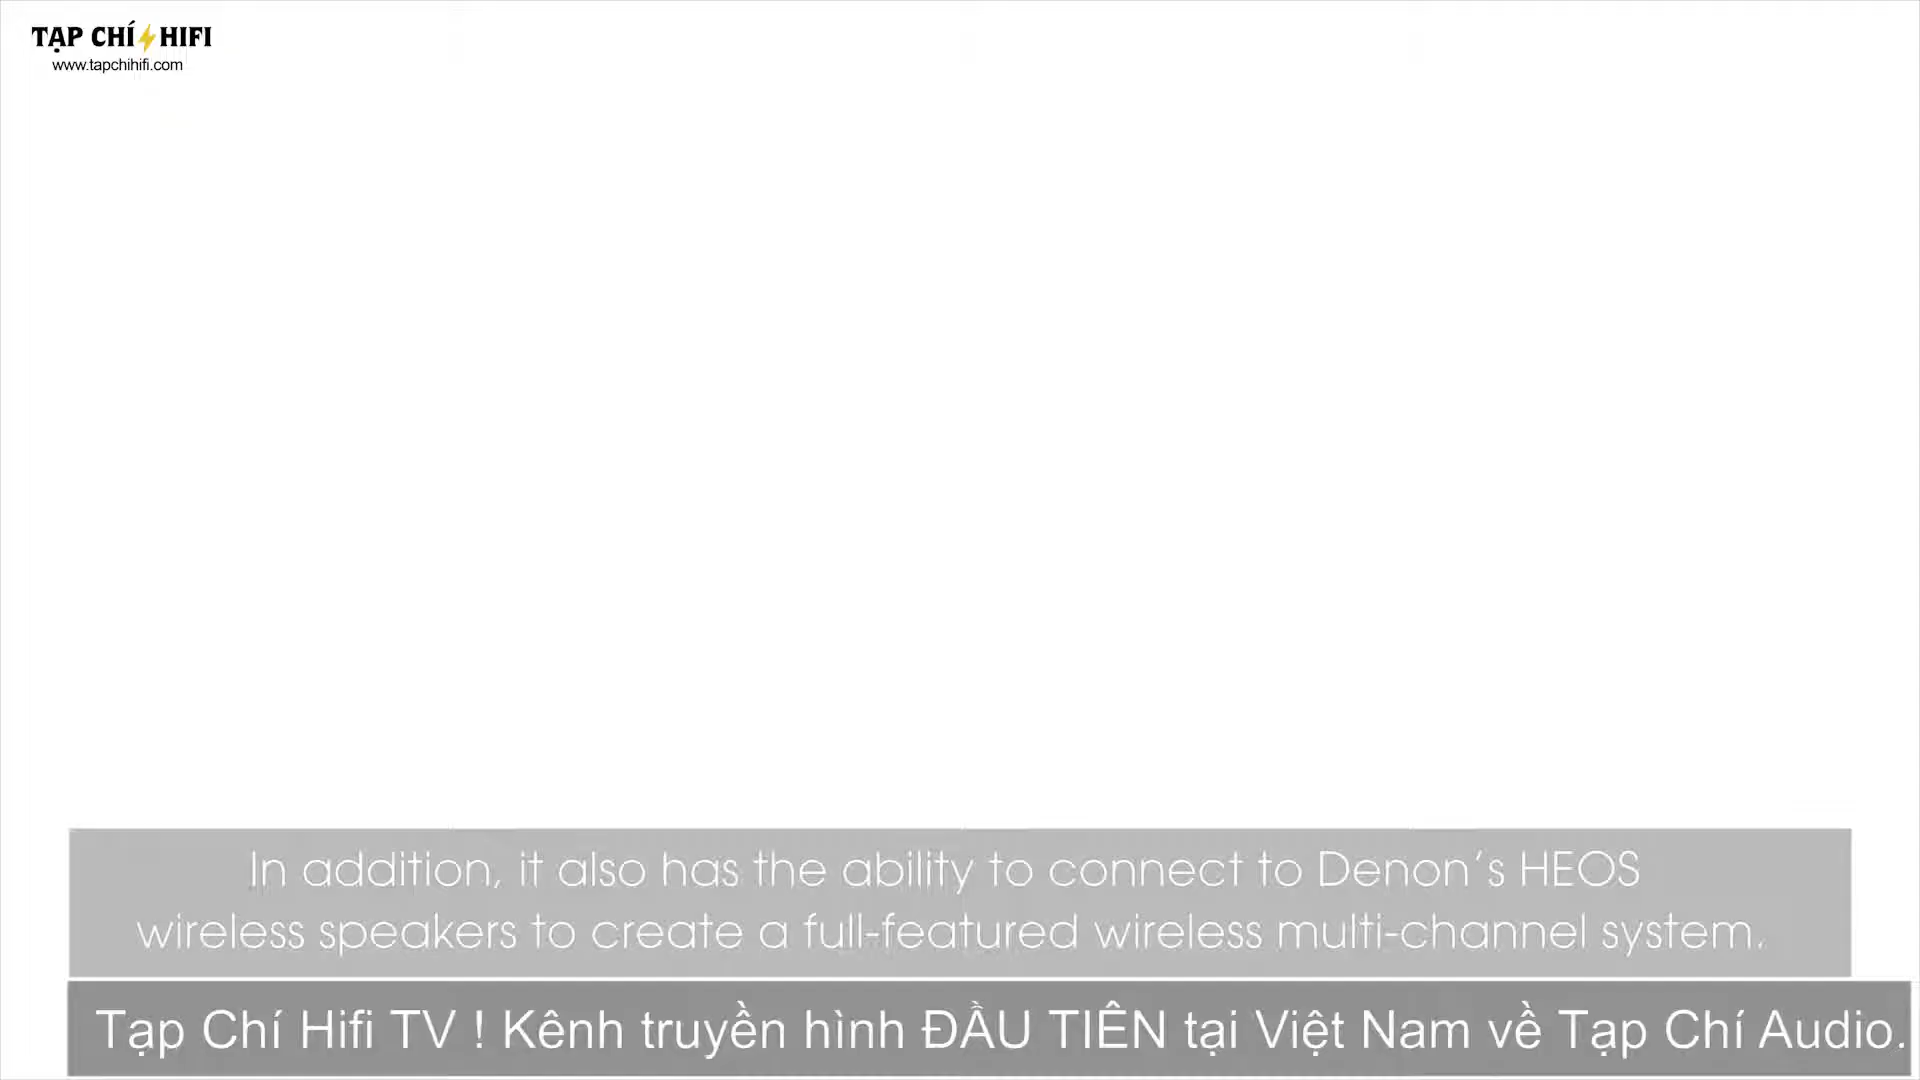 TẠP CHÍ HIFI
www.tapchihifi.com
In addition, it also has the ability to connect to Denon's HEOS
wireless speakers to create a full-featured wireless multi-channel system.
Tạp Chí Hifi TV ! Kênh truyền hình ĐẦU TIÊN tại Việt Nam về Tạp Chí Audio.